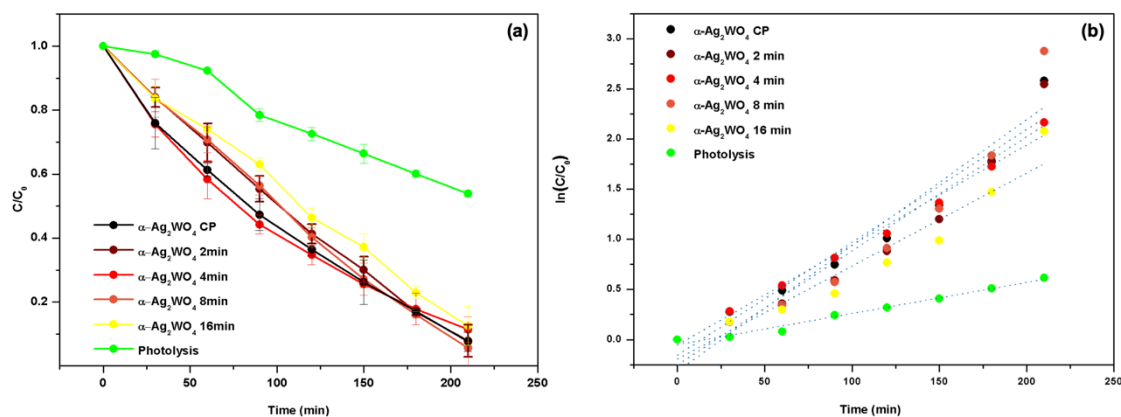 (a)
1.0
0.8
0.6
0.4
0.2
C/C₀
α−Ag₂WO₄ CP
α−Ag₂WO₄ 2min
α−Ag₂WO₄ 4min
α−Ag₂WO₄ 8min
α−Ag₂WO₄ 16min
Photolysis
0 50 100 150 200 250
Time (min)
(b)
3.0
2.5
2.0
1.5
1.0
0.5
0.0
ln(C/C₀)
α-Ag₂WO₄ CP
α-Ag₂WO₄ 2 min
α-Ag₂WO₄ 4 min
α-Ag₂WO₄ 8 min
α-Ag₂WO₄ 16 min
Photolysis
0 50 100 150 200 250
Time (min)